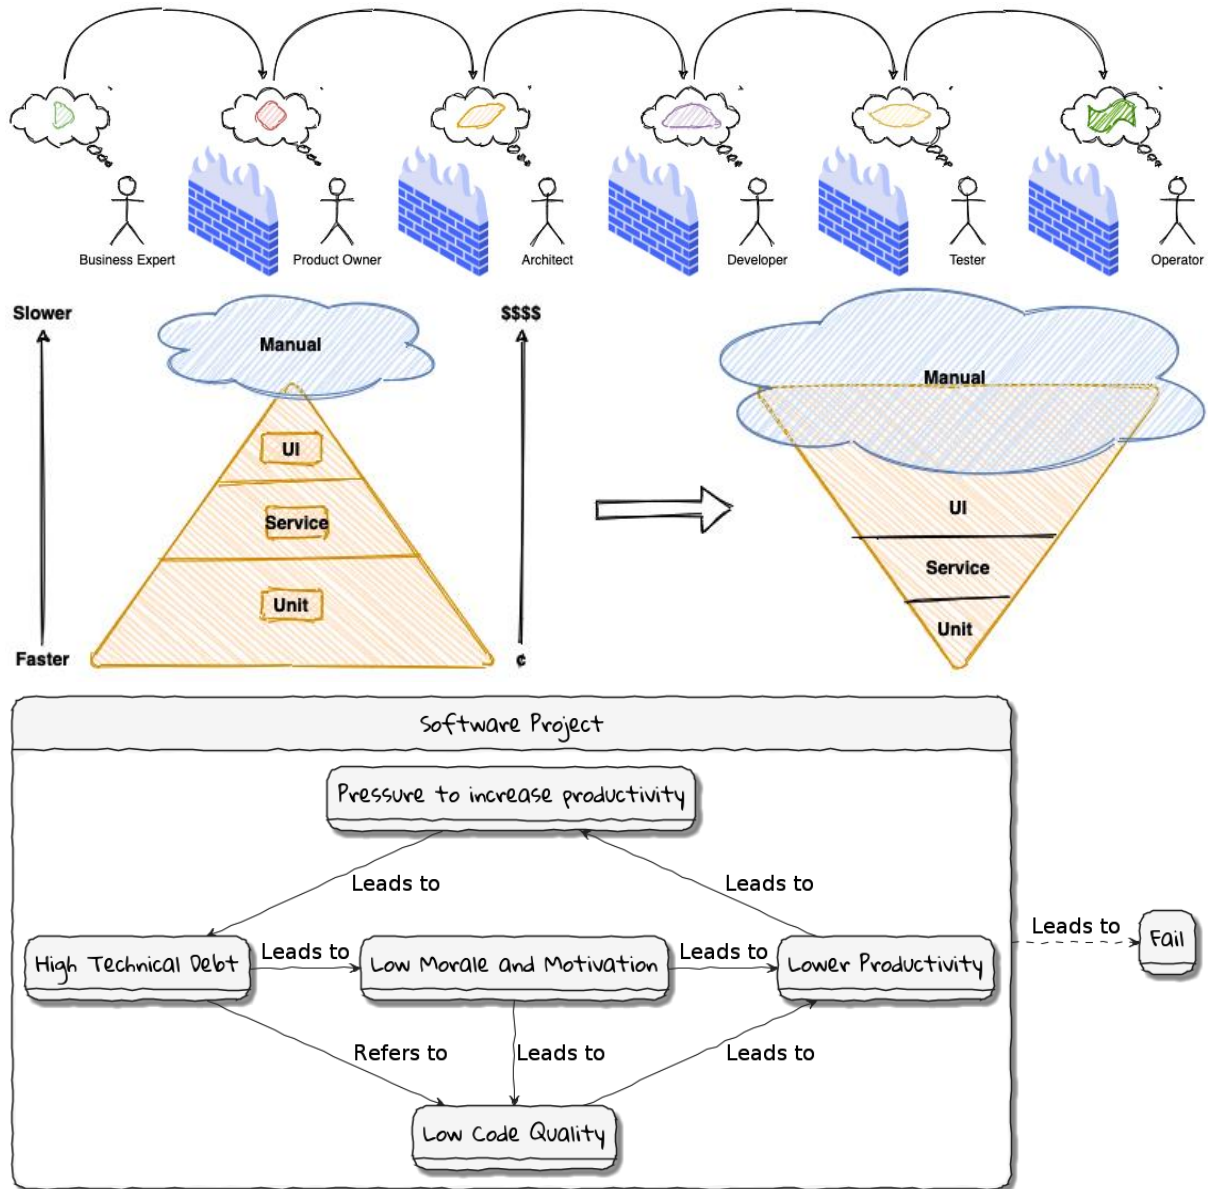 Business Expert
Product Owner
Architect
Developer
Tester
Operator
Slower
Faster
Manual
UI
Service
Unit
$$$$
¢
Manual
UI
Service
Unit
Software Project
Pressure to increase productivity
Leads to
Leads to
High Technical Debt
Leads to
Low Morale and Motivation
Leads to
Lower Productivity
Leads to
Fail
Refers to
Leads to
Leads to
Low Code Quality